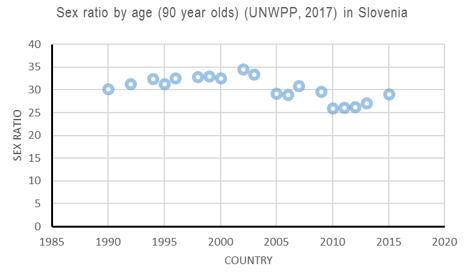 Sex ratio by age (90 year olds) (UNWPP, 2017) in Slovenia
40
35
30
25
20
15
10
5
0
SEX RATIO
1985 1990 1995 2000 2005 2010 2015 2020
COUNTRY